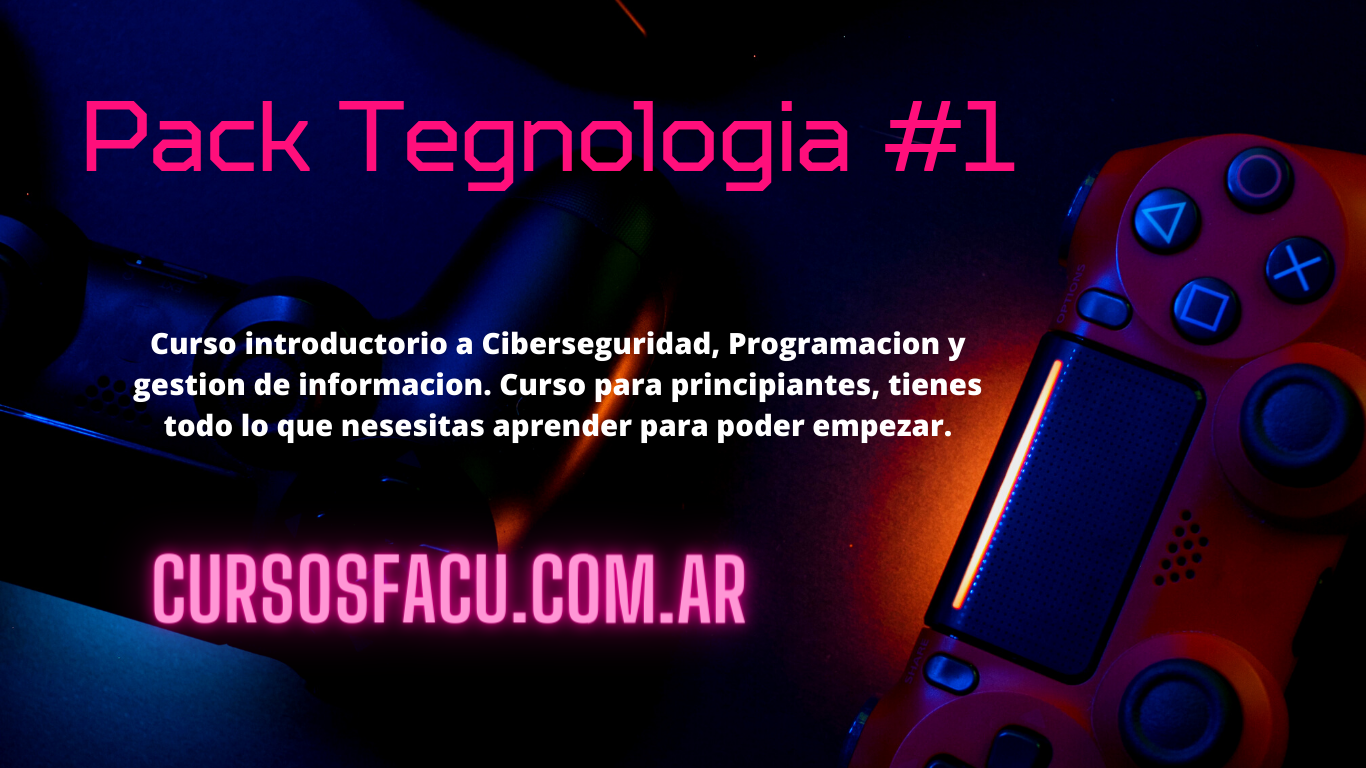 Pack Tegnologia #1
Curso introductorio a Ciberseguridad, Programacion y
gestion de informacion. Curso para principiantes, tienes
todo lo que nesesitas aprender para poder empezar.
CURSOSFACU.COM.AR
OPTIONS